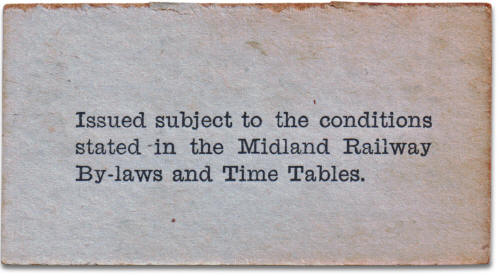 Issued subject to the conditions
stated in the Midland Railway
By-laws and Time Tables.